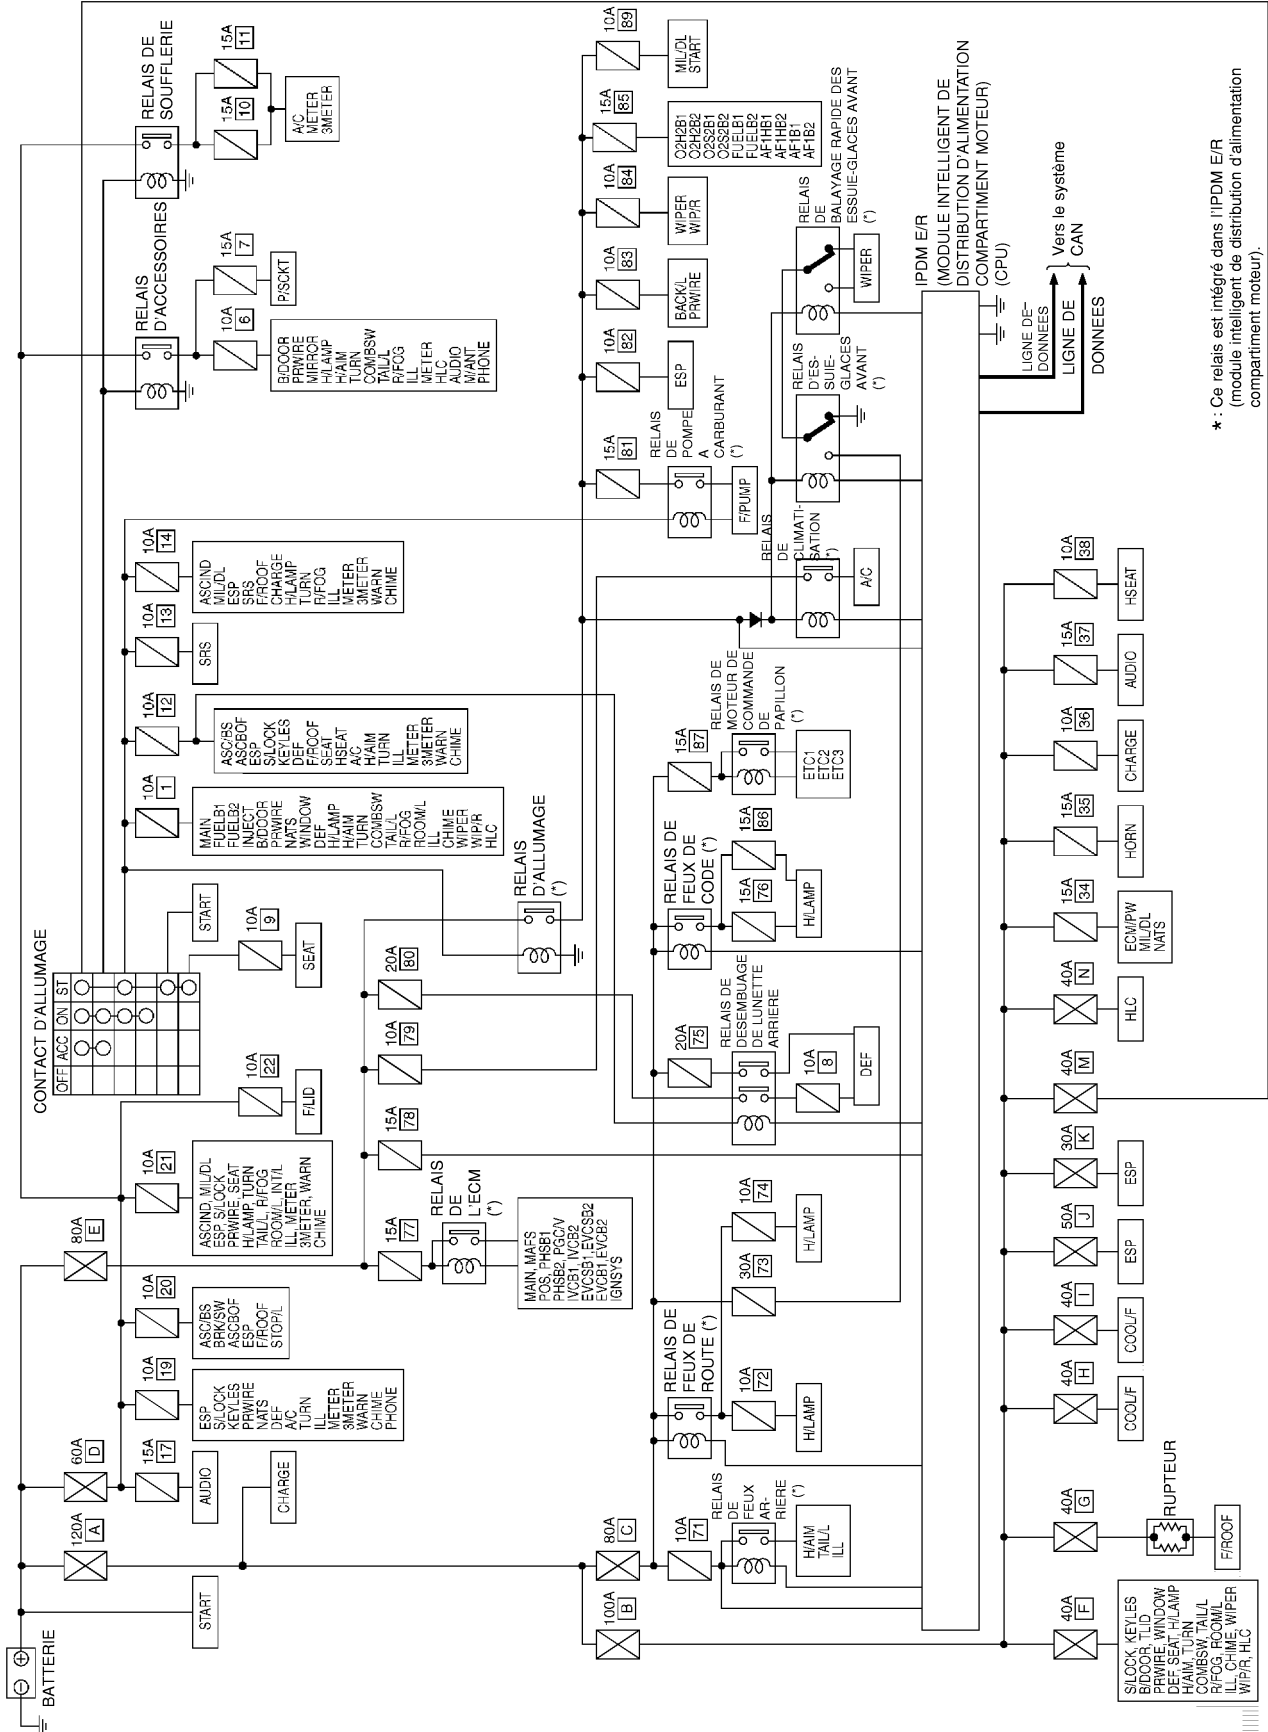 BATTERIE
START
120A
A
60A
D
80A
E
15A
17
AUDIO
CHARGE
10A
19
ESP
S/LOCK
KEYLES
PRWIRE
NATS
DEF
A/C
TURN
ILL
METER
3METER
WARN
CHIME
PHONE
10A
20
ASC/BS
BRK/SW
ASCBOF
ESP
F/ROOF
STOP/L
10A
21
ASCIND, MIL/DL
ESP, S/LOCK
PRWIRE, SEAT
H/LAMP, TURN
TAIL/L, R/FOG
ROOM/L, INT/L
ILL, METER
3METER, WARN
CHIME
10A
22
F/LID
CONTACT D'ALLUMAGE
OFF
ACC
ON
ST
10A
9
SEAT
START
10A
1
MAIN
FUELB1
FUELB2
INJECT
B/DOOR
PRWIRE
NATS
WINDOW
DEF
H/LAMP
H/AIM
TURN
COMBSW
TAIL/L
R/FOG
ROOM/L
ILL
CHIME
WIPER
WIP/R
HLC
10A
12
ASC/BS
ASCBOF
ESP
S/LOCK
KEYLES
DEF
F/ROOF
SEAT
HSEAT
A/C
H/AIM
TURN
ILL
METER
3METER
WARN
CHIME
10A
13
SRS
10A
14
ASCIND
MIL/DL
ESP
SRS
F/ROOF
CHARGE
H/LAMP
TURN
R/FOG
ILL
METER
3METER
WARN
CHIME
RELAIS
D'ACCESSOIRES
10A
6
B/DOOR
PRWIRE
MIRROR
H/LAMP
H/AIM
TURN
COMBSW
TAIL/L
R/FOG
ILL
METER
HLC
AUDIO
M/ANT
PHONE
15A
7
P/SCKT
RELAIS DE
SOUFFLERIE
15A
10
15A
11
A/C
METER
3METER
15A
77
RELAIS
DE
L'ECM
(*)
MAIN, MAFS
POS, PHSB1
PHSB2, PGC/V
IVCB1, IVCB2
EVCSB1,EVCSB2
EVCB1,EVCB2
IGNSYS
15A
78
10A
79
20A
80
RELAIS
D'ALLUMAGE
(*)
15A
81
RELAIS
DE
POMPE
A
CARBURANT
(*)
F/PUMP
10A
82
ESP
10A
83
BACK/L
PRWIRE
10A
84
WIPER
WIP/R
15A
85
O2H2B1
O2H2B2
O2S2B1
O2S2B2
FUELB1
FUELB2
AF1HB1
AF1HB2
AF1B1
AF1B2
10A
89
MIL/DL
START
100A
B
80A
C
10A
71
RELAIS
DE
FEUX
AR-
RIERE
(*)
H/AIM
TAIL/L
ILL
RELAIS DE
FEUX DE
ROUTE (*)
10A
72
H/LAMP
30A
73
10A
74
H/LAMP
20A
75
RELAIS DE
DESEMBUAGE
DE LUNETTE
ARRIERE
10A
8
DEF
RELAIS DE
FEUX DE
CODE (*)
15A
76
15A
86
H/LAMP
15A
87
RELAIS DE
MOTEUR DE
COMMANDE
DE
PAPILLON
(*)
ETC1
ETC2
ETC3
RELAIS
DE
CLIMATI-
SATION
(*)
A/C
RELAIS
D'ES-
SUIE-
GLACES
AVANT
(*)
RELAIS
DE
BALAYAGE RAPIDE DES
ESSUIE-GLACES AVANT
(*)
WIPER
IPDM E/R
(MODULE INTELLIGENT DE
DISTRIBUTION D'ALIMENTATION
COMPARTIMENT MOTEUR)
(CPU)
LIGNE DE-
DONNEES
LIGNE DE
DONNEES
Vers le système
CAN
40A
F
S/LOCK, KEYLES
B/DOOR, TLID
PRWIRE, WINDOW
DEF, SEAT, H/LAMP
H/AIM, TURN
COMBSW, TAIL/L
R/FOG, ROOM/L
ILL, CHIME, WIPER
WIP/R, HLC
40A
G
RUPTEUR
F/ROOF
40A
H
COOL/F
40A
I
COOL/F
50A
J
ESP
30A
K
ESP
40A
M
40A
N
HLC
15A
34
ECM/PW
MIL/DL
NATS
15A
35
HORN
10A
36
CHARGE
15A
37
AUDIO
10A
38
HSEAT
* : Ce relais est intégré dans l'IPDM E/R
(module intelligent de distribution d'alimentation
compartiment moteur).